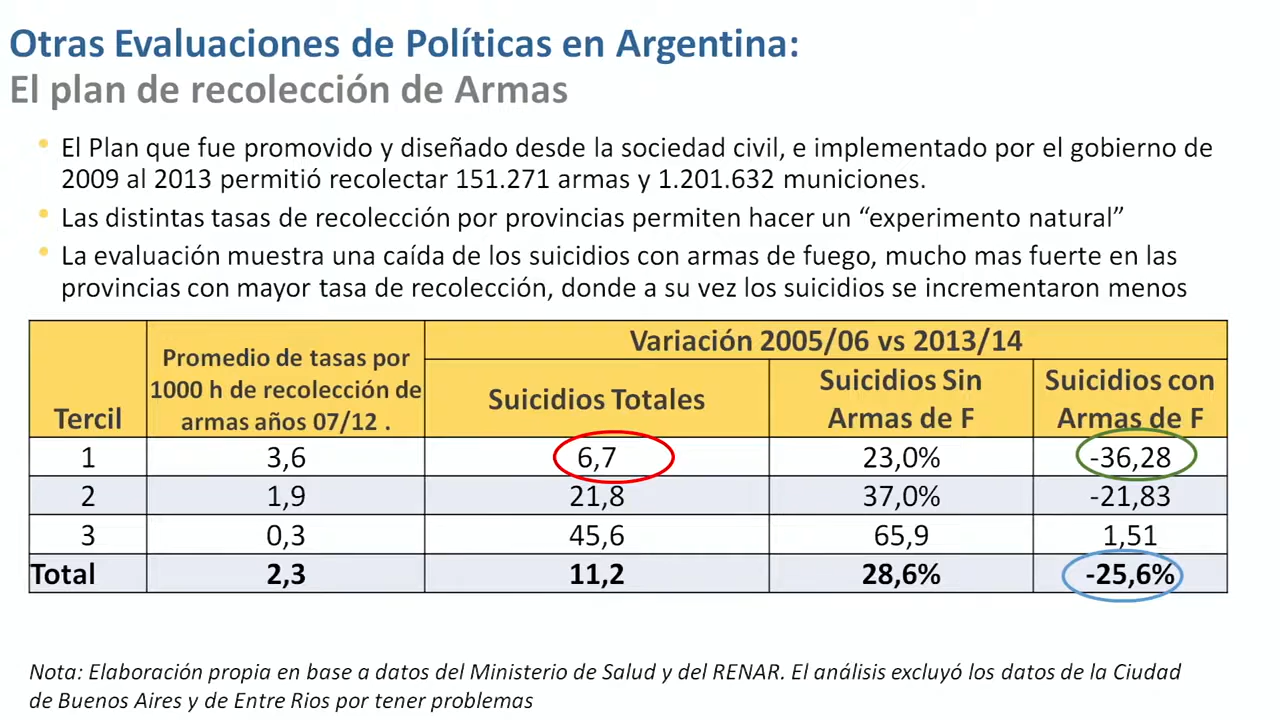 Otras Evaluaciones de Políticas en Argentina:
El plan de recolección de Armas
• El Plan que fue promovido y diseñado desde la sociedad civil, e implementado por el gobierno de
2009 al 2013 permitió recolectar 151.271 armas y 1.201.632 municiones.
• Las distintas tasas de recolección por provincias permiten hacer un “experimento natural”
• La evaluación muestra una caída de los suicidios con armas de fuego, mucho mas fuerte en las
provincias con mayor tasa de recolección, donde a su vez los suicidios se incrementaron menos
Tercil
Promedio de tasas por
1000 h de recolección de
armas años 07/12 .
Variación 2005/06 vs 2013/14
Suicidios Totales
Suicidios Sin
Armas de F
Suicidios con
Armas de F
1 3,6 6,7 23,0% -36,28
2 1,9 21,8 37,0% -21,83
3 0,3 45,6 65,9 1,51
Total 2,3 11,2 28,6% -25,6%
Nota: Elaboración propia en base a datos del Ministerio de Salud y del RENAR. El análisis excluyó los datos de la Ciudad
de Buenos Aires y de Entre Rios por tener problemas